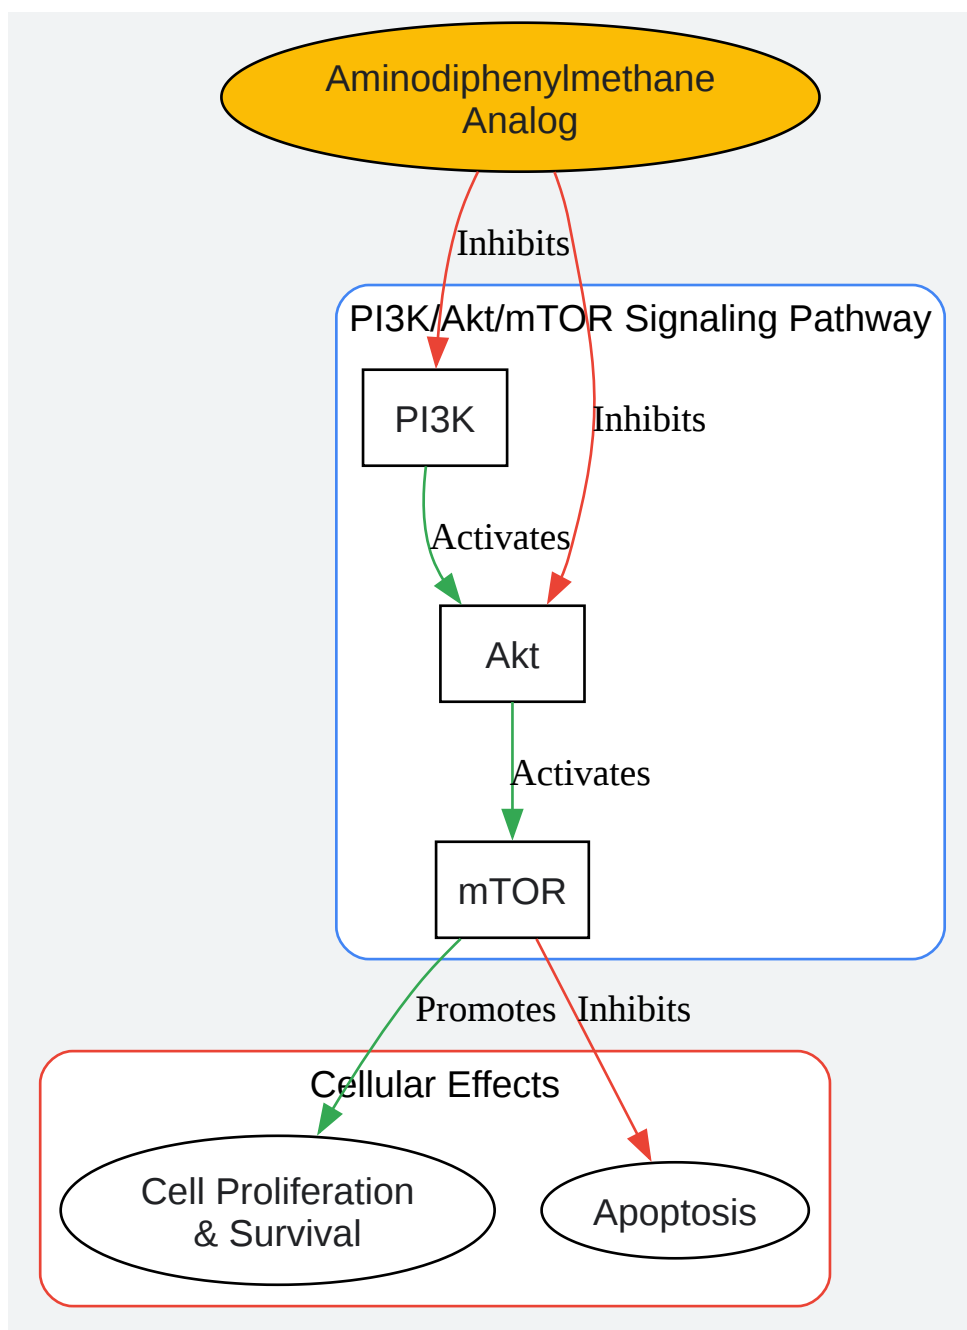 Aminodiphenylmethane
Analog
Inhibits
PI3K/Akt/mTOR Signaling Pathway
PI3K
Inhibits
Activates
Akt
Activates
mTOR
Promotes
Inhibits
Cellular Effects
Cell Proliferation
& Survival
Apoptosis